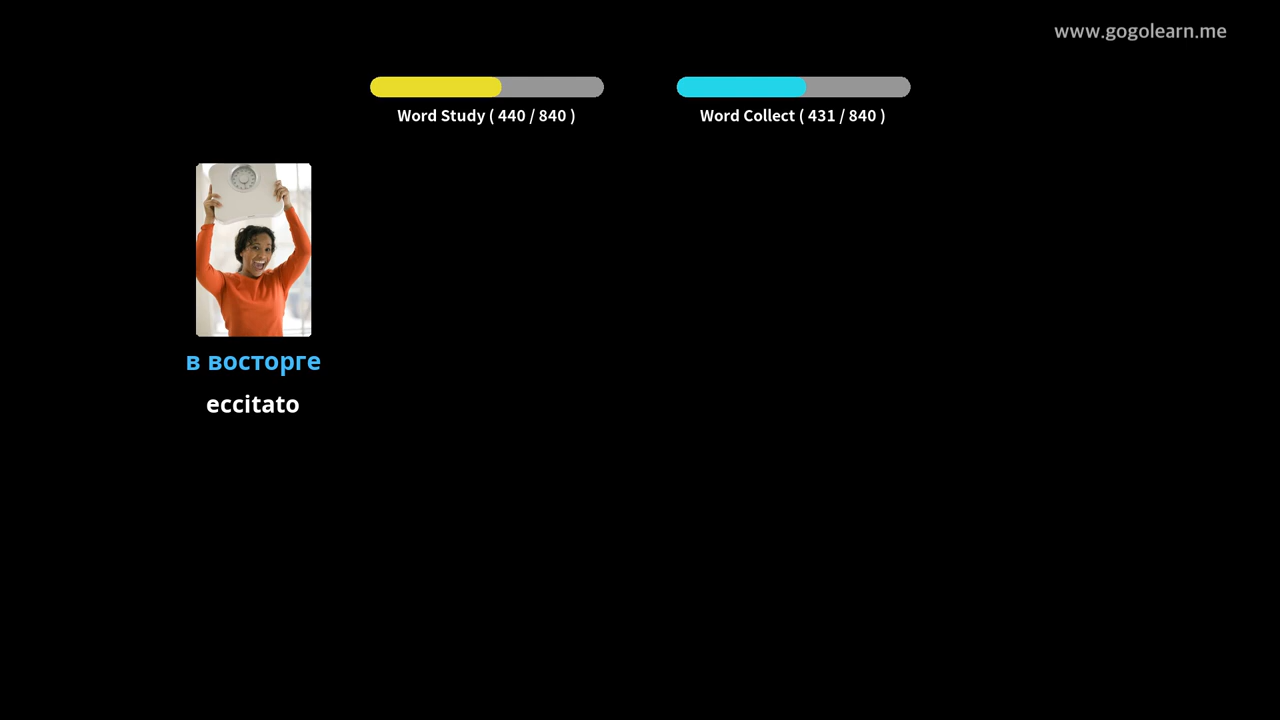 www.gogolearn.me
Word Study ( 440 / 840 )
Word Collect ( 431 / 840 )
в восторге
eccitato